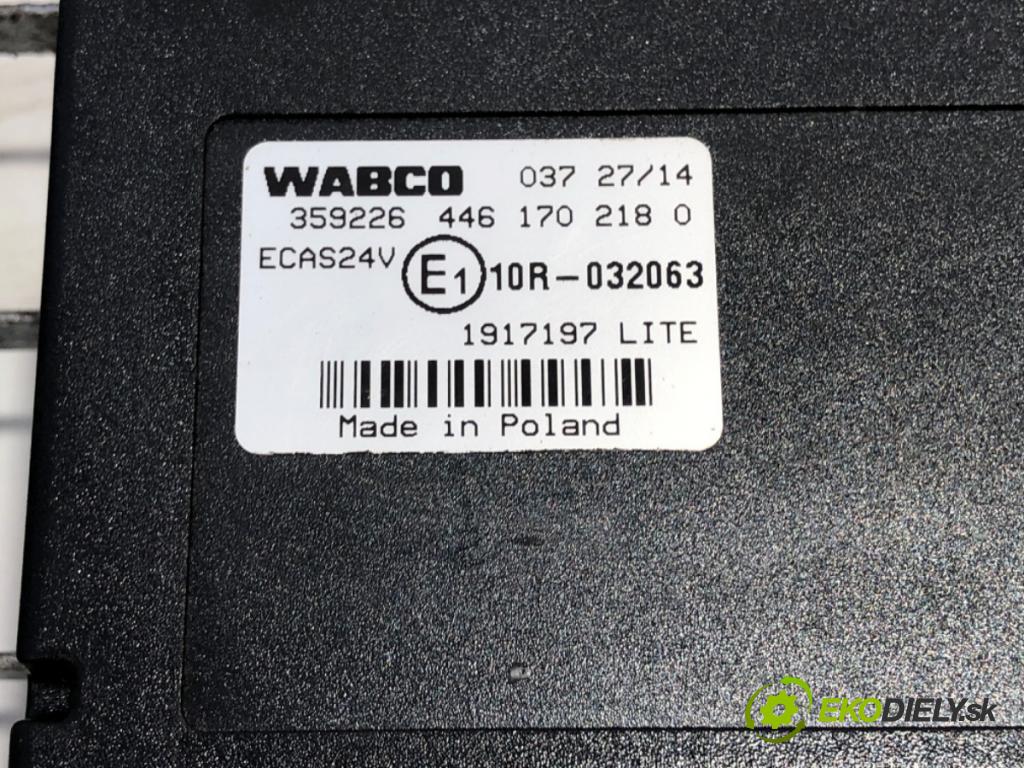 WABCO 037 27/14
359226 446 170 218 0
ECAS24V E1 10R-032063
1917197 LITE
Made in Poland
EKODIELY.sk